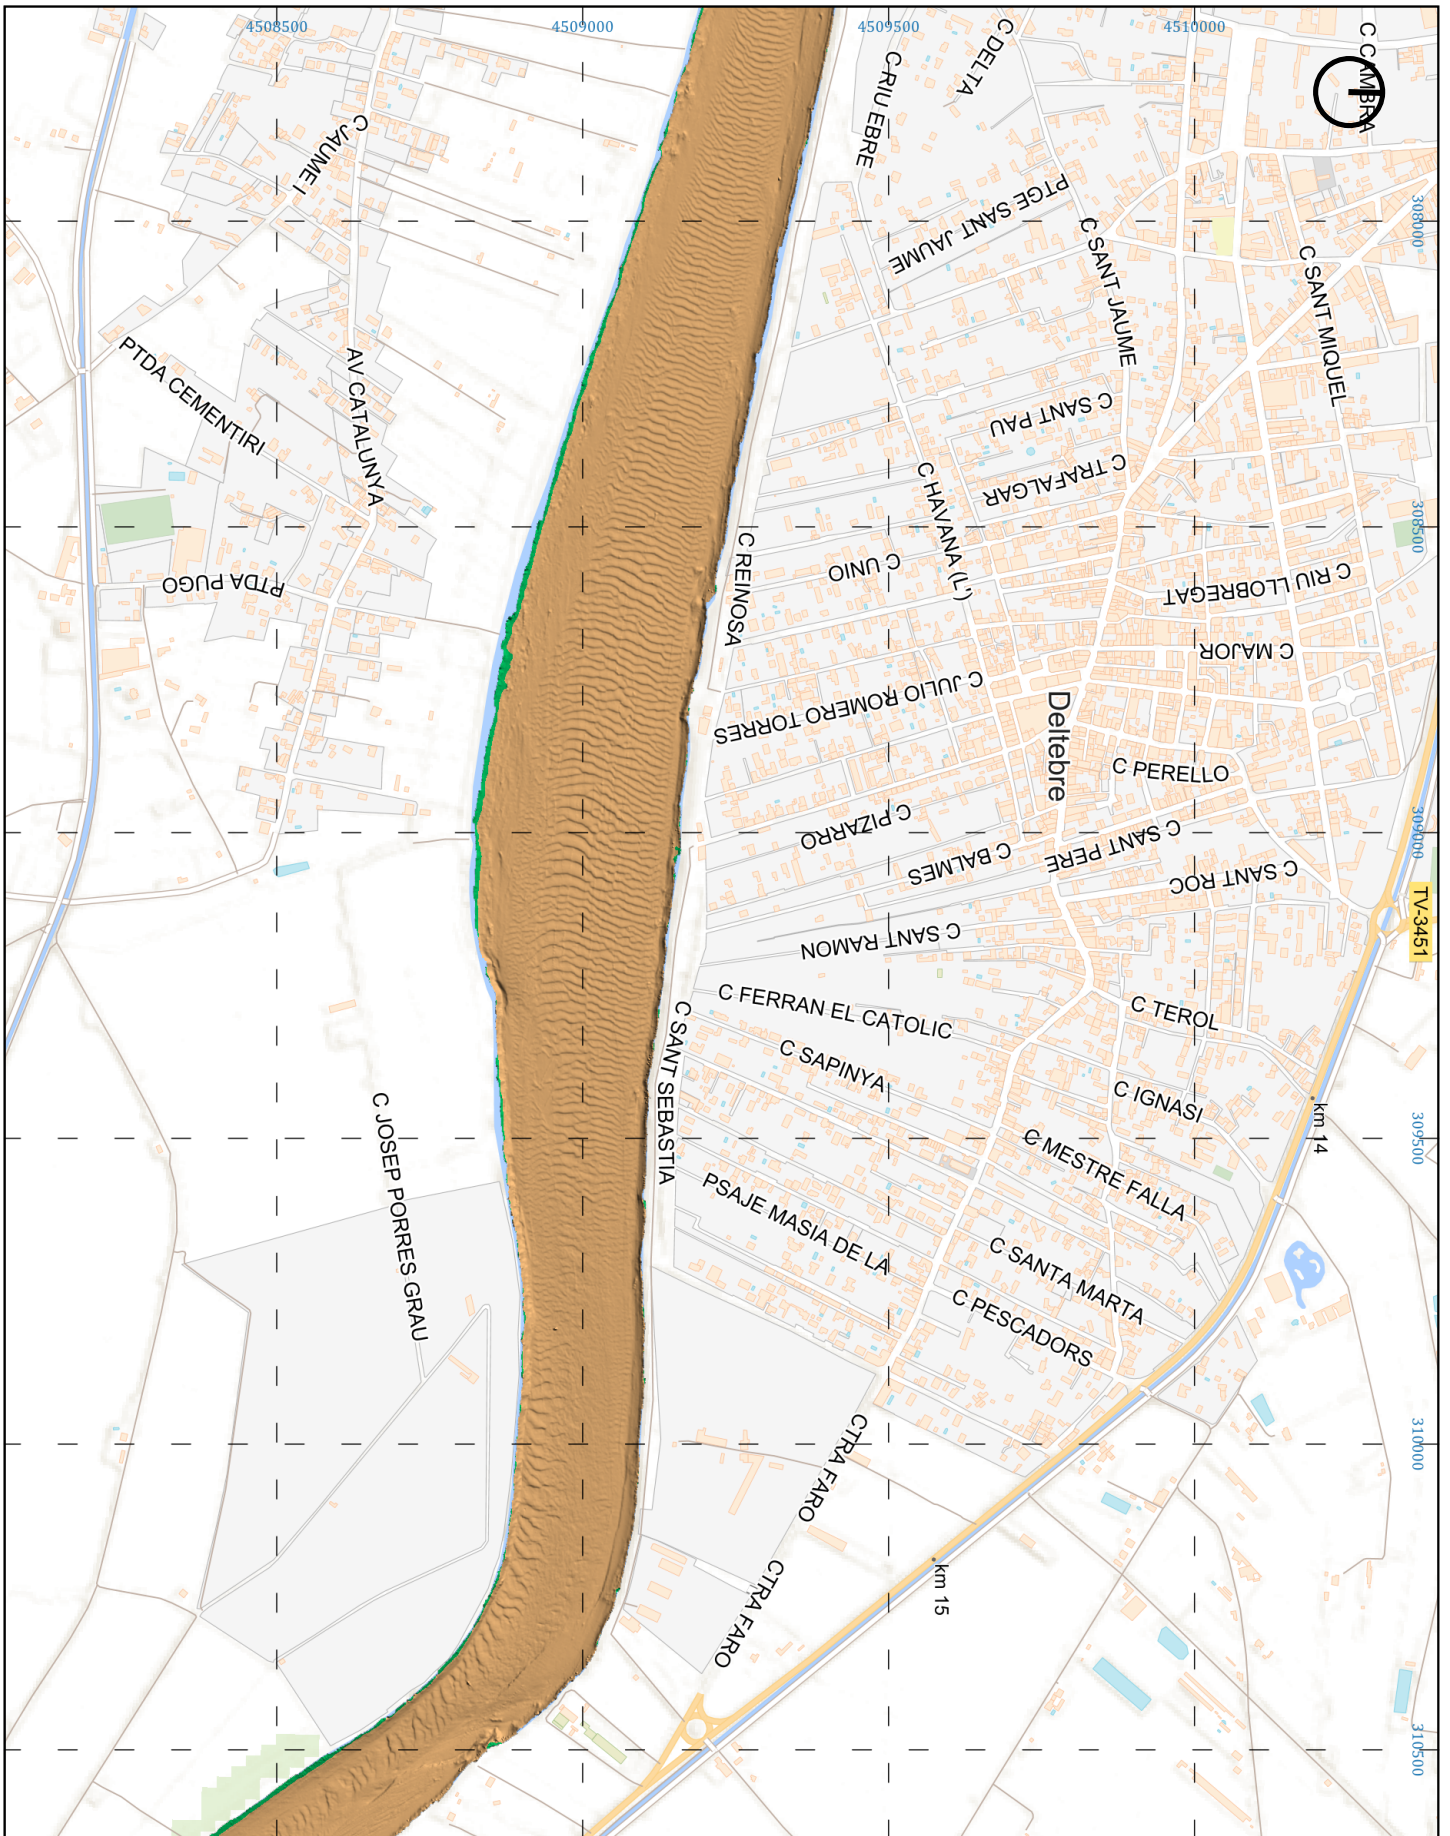 4508500
4509000
4509500
4510000
C CAMBRA
C DELTA
C RIU EBRE
C JAUME I
PTGE SANT JAUME
308000
C SANT JAUME
C SANT MIQUEL
PTDA CEMENTIRI
AV CATALUNYA
C SANT PAU
C TRAFALGAR
C HAVANA (L')
308500
C REINOSA
C UNIO
C RIU LLOBREGAT
PTDA PUGO
C MAJOR
C JULIO ROMERO TORRES
Deltebre
C PERELLO
C PIZARRO
C BALMES
C SANT PERE
C SANT ROC
309000
TV-3451
C SANT RAMON
C FERRAN EL CATOLIC
C TEROL
C SANT SEBASTIA
C SAPINYA
C IGNASI
km 14
309500
C JOSEP PORRES GRAU
C MESTRE FALLA
PSAJE MASIA DE LA
C SANTA MARTA
C PESCADORS
310000
CTRA FARO
CTRA FARO
km 15
310500